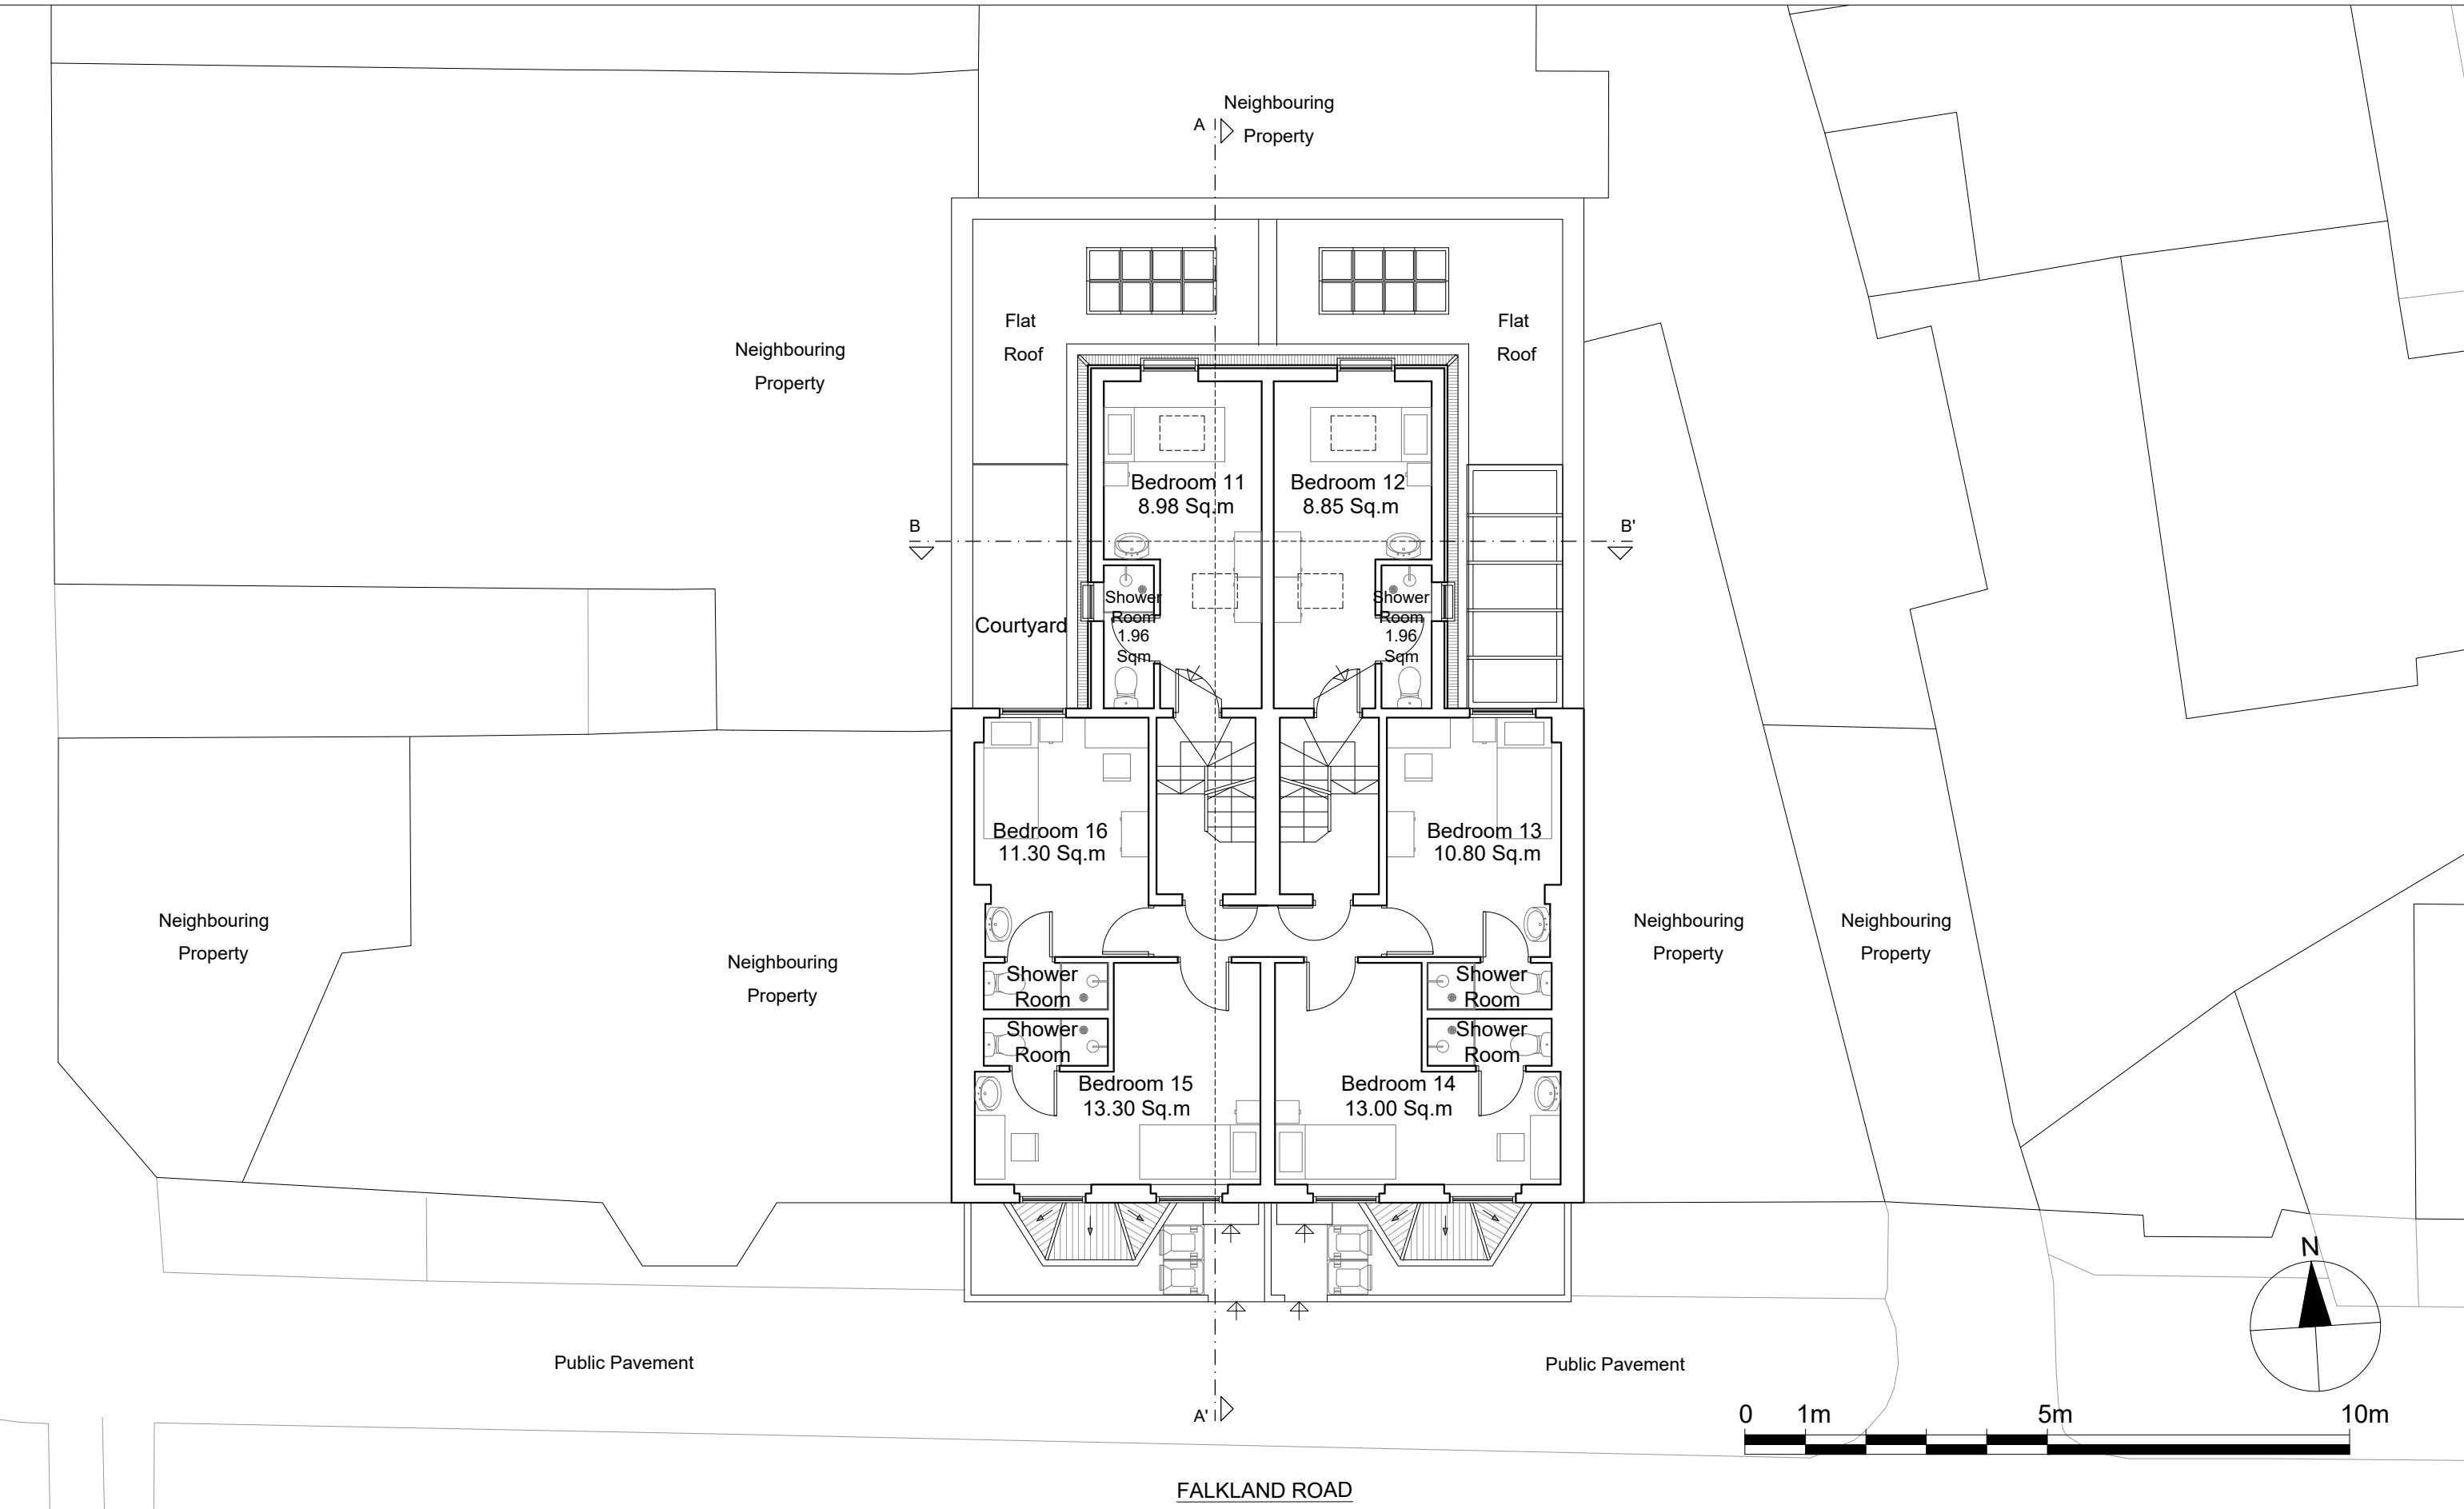 Neighbouring
Property
A
Flat
Roof
Flat
Roof
Neighbouring
Property
Bedroom 11
8.98 Sq.m
Bedroom 12
8.85 Sq.m
B
B'
Shower
Room
1.96
Sqm
Shower
Room
1.96
Sqm
Courtyard
Bedroom 16
11.30 Sq.m
Bedroom 13
10.80 Sq.m
Neighbouring
Property
Neighbouring
Property
Neighbouring
Property
Neighbouring
Property
Shower
Room
Shower
Room
Shower
Room
Shower
Room
Bedroom 15
13.30 Sq.m
Bedroom 14
13.00 Sq.m
N
Public Pavement
Public Pavement
A'
0 1m 5m 10m
FALKLAND ROAD